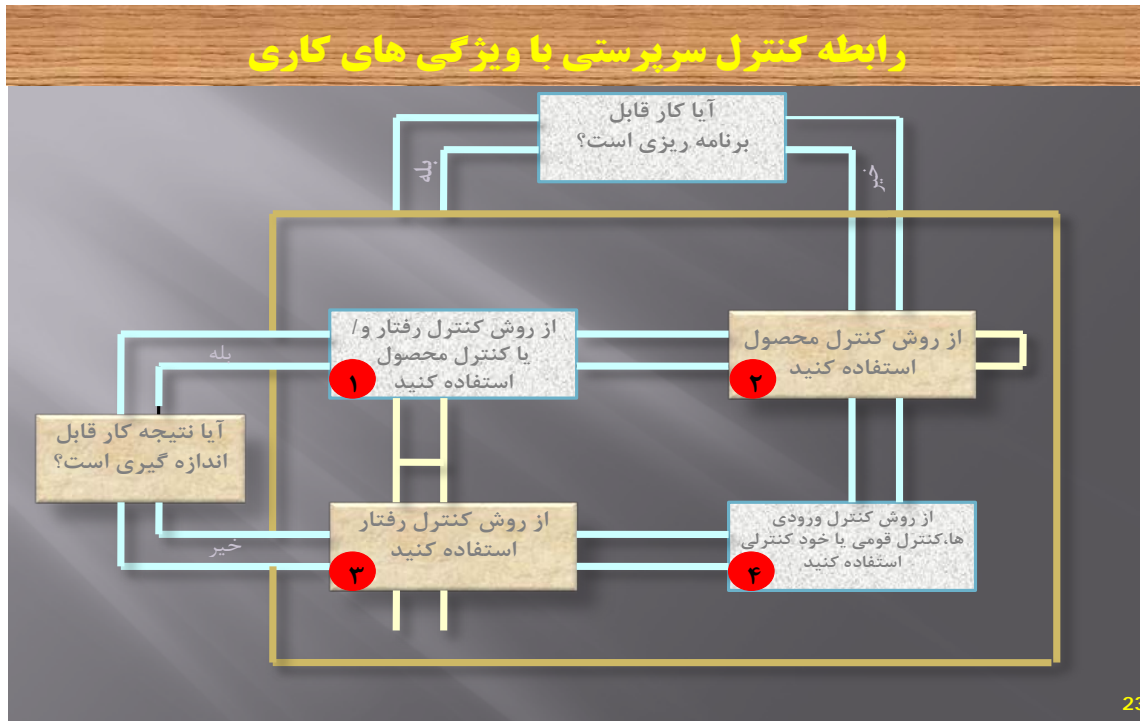 رابطه کنترل سرپرستی با ویژگی های کاری
آیا کار قابل
برنامه ریزی است؟
بله
خیر
از روش کنترل رفتار و/
یا کنترل محصول
استفاده کنید
۱
از روش کنترل محصول
استفاده کنید
۲
بله
آیا نتیجه کار قابل
اندازه گیری است؟
خیر
از روش کنترل رفتار
استفاده کنید
۳
از روش کنترل ورودی
ها،کنترل قومی یا خود کنترلی
استفاده کنید
۴
23